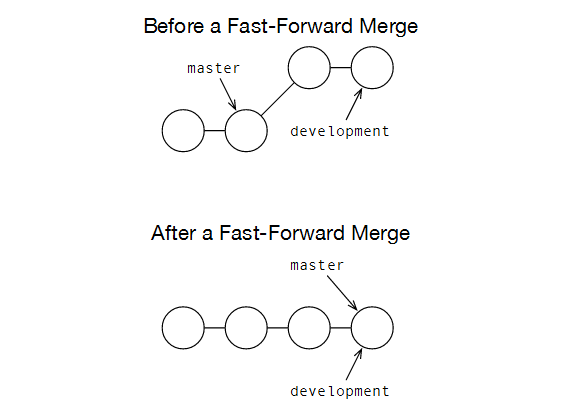 Before a Fast-Forward Merge
master
development
After a Fast-Forward Merge
master
development